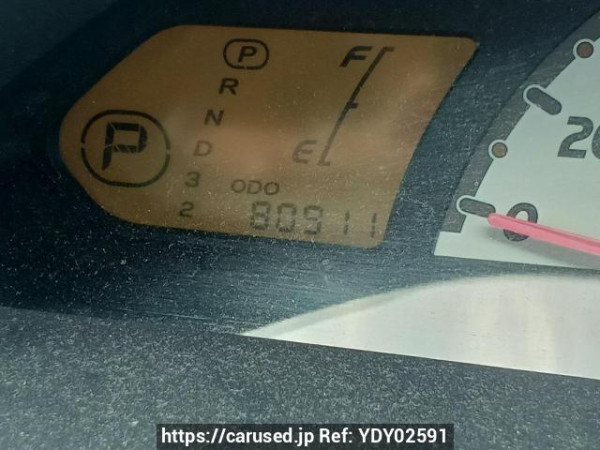 P
R
N
D
3
2
P
F
E
ODO
80911
20
0
https://carused.jp Ref: YDY02591